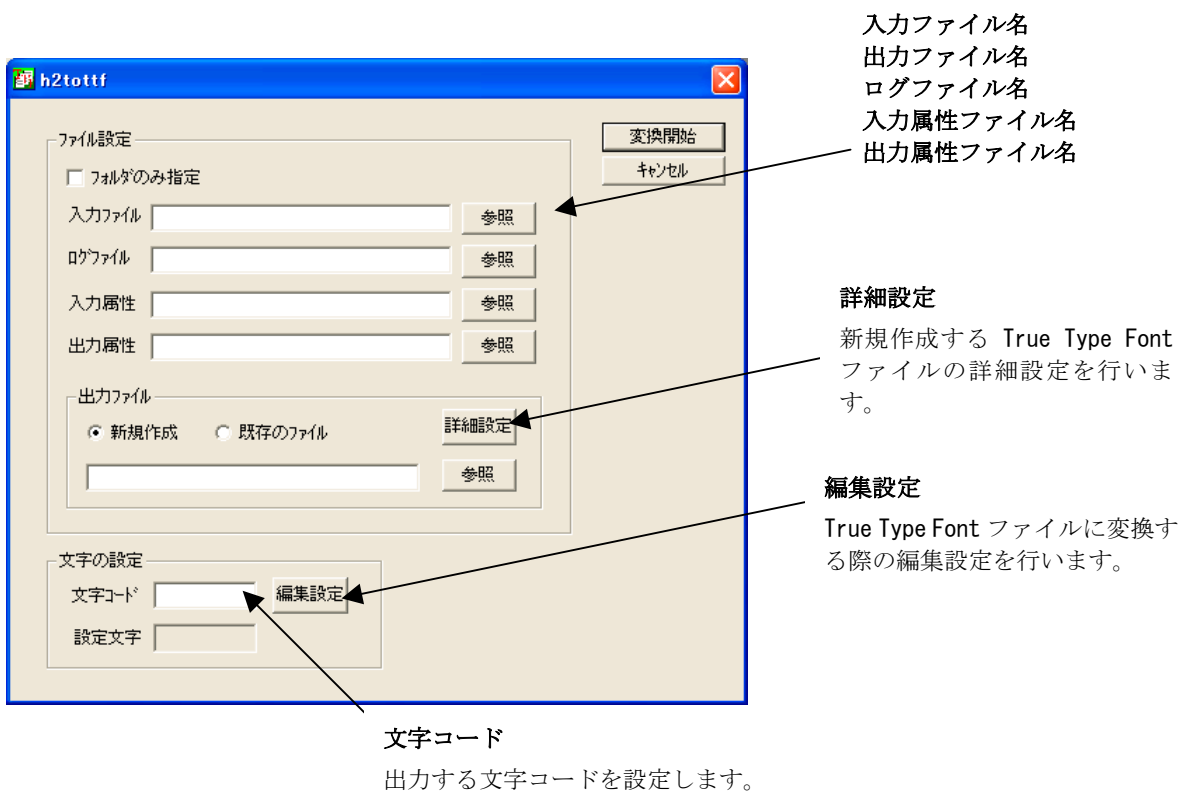 入力ファイル名
出力ファイル名
ログファイル名
入力属性ファイル名
出力属性ファイル名
h2tottf
ファイル設定
変換開始
フォルダのみ指定
キャンセル
入力ファイル 参照
ログファイル 参照
入力属性 参照
出力属性 参照
出力ファイル
新規作成 既存のファイル 詳細設定
参照
文字の設定
文字コード 編集設定
設定文字
詳細設定
新規作成する True Type Font
ファイルの詳細設定を行いま
す。
編集設定
True Type Font ファイルに変換す
る際の編集設定を行います。
文字コード
出力する文字コードを設定します。